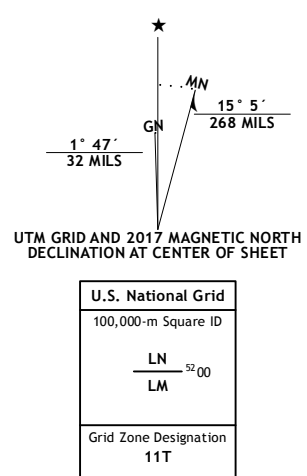 ★
MN
GN
15° 5´
268 MILS
1° 47´
32 MILS
UTM GRID AND 2017 MAGNETIC NORTH
DECLINATION AT CENTER OF SHEET
U.S. National Grid
100,000-m Square ID
LN
5200
LM
Grid Zone Designation
11T